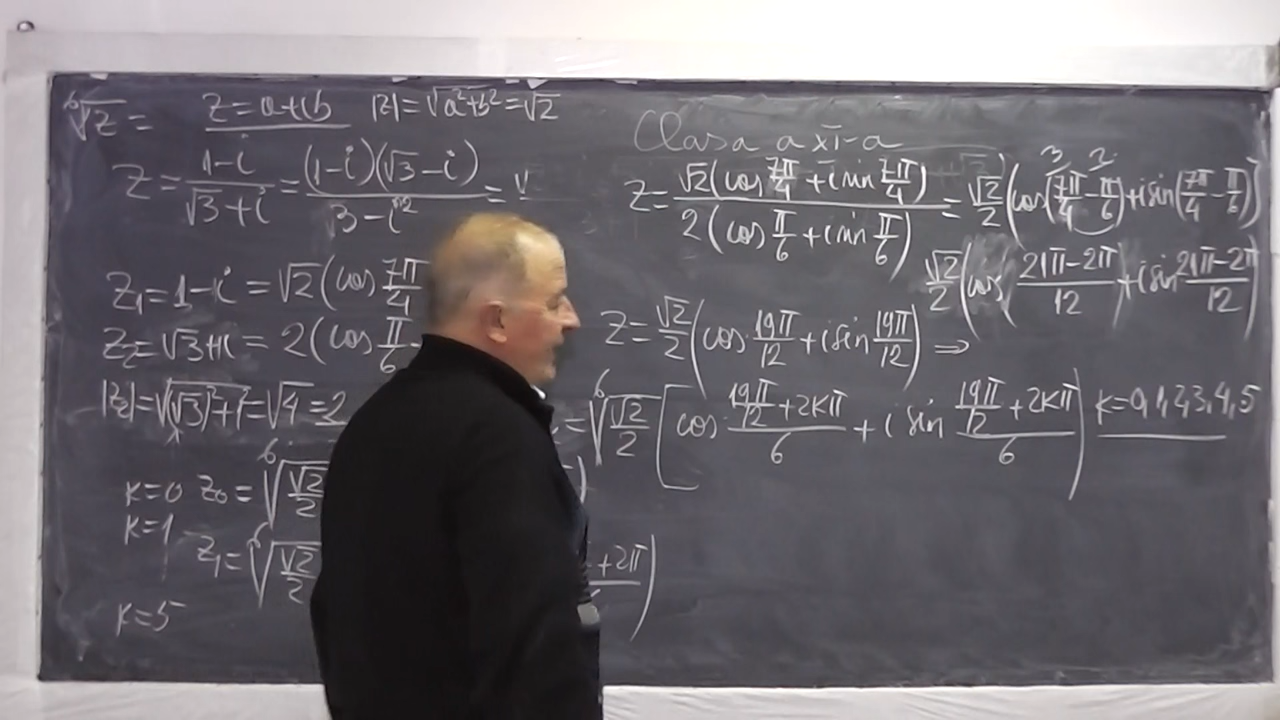 ⁶√z =   z = a+ib   |z| = √(a²+b²) = √2
z = (1-i)/(√3+i) = ((1-i)(√3-i))/(3-i²) =
z₁ = 1-i = √2(cos 7π/4
z₂ = √3+i = 2(cos π/6
|z₂| = √((√3)²+1²) = √4 = 2
k=0 z₀ = ⁶√(√2/2)
k=1
z₁ = ⁶√(√2/2) +2π)
k=5
Clasa a XI-a
z = (√2(cos 7π/4 + i sin 7π/4))/(2(cos π/6 + i sin π/6)) = √2/2 (cos(7π/4 - π/6) + i sin(7π/4 - π/6))
√2/2 (cos (21π-2π)/12 + i sin (21π-2π)/12)
z = √2/2 (cos 19π/12 + i sin 19π/12) ⇒
= ⁶√(√2/2) [cos (19π/12 + 2kπ)/6 + i sin (19π/12 + 2kπ)/6) k=0,1,2,3,4,5